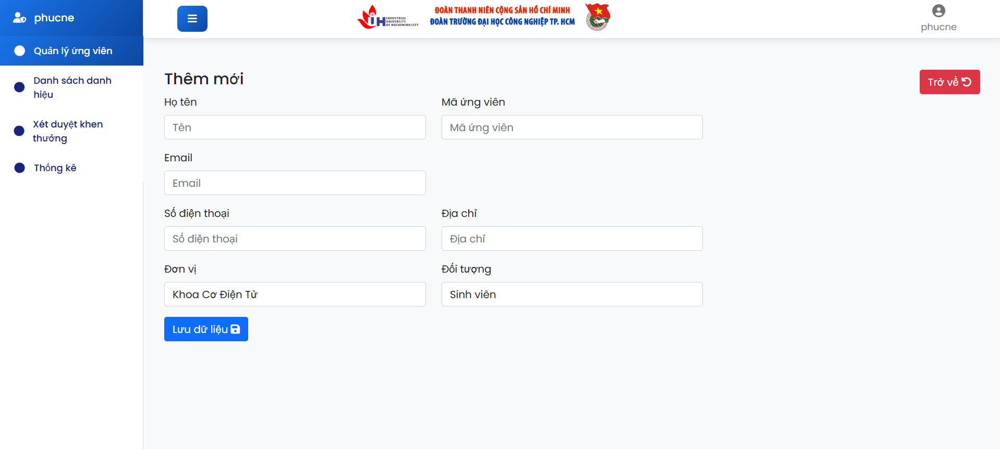 phucne
Quản lý ứng viên
Danh sách danh
hiệu
Xét duyệt khen
thưởng
Thống kê
IUH
INDUSTRIAL
UNIVERSITY
OF HOCHIMINH CITY
ĐOÀN THANH NIÊN CỘNG SẢN HỒ CHÍ MINH
ĐOÀN TRƯỜNG ĐẠI HỌC CÔNG NGHIỆP TP. HCM
phucne
Thêm mới
Trở về
Họ tên
Mã ứng viên
Tên
Mã ứng viên
Email
Email
Số điện thoại
Địa chỉ
Số điện thoại
Địa chỉ
Đơn vị
Đối tượng
Khoa Cơ Điện Tử
Sinh viên
Lưu dữ liệu